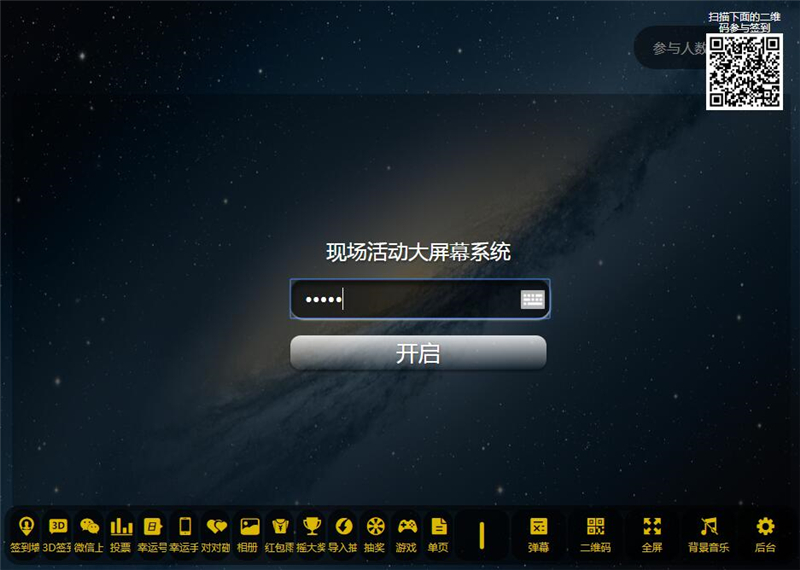 扫描下面的二维
码参与签到
参与人数
现场活动大屏幕系统
•••••
开启
3D
签到墙 3D签到 微信上 投票 幸运号 幸运手 对对碰 相册 红包雨 摇大奖 导入抽 抽奖 游戏 单页 弹幕 二维码 全屏 背景音乐 后台